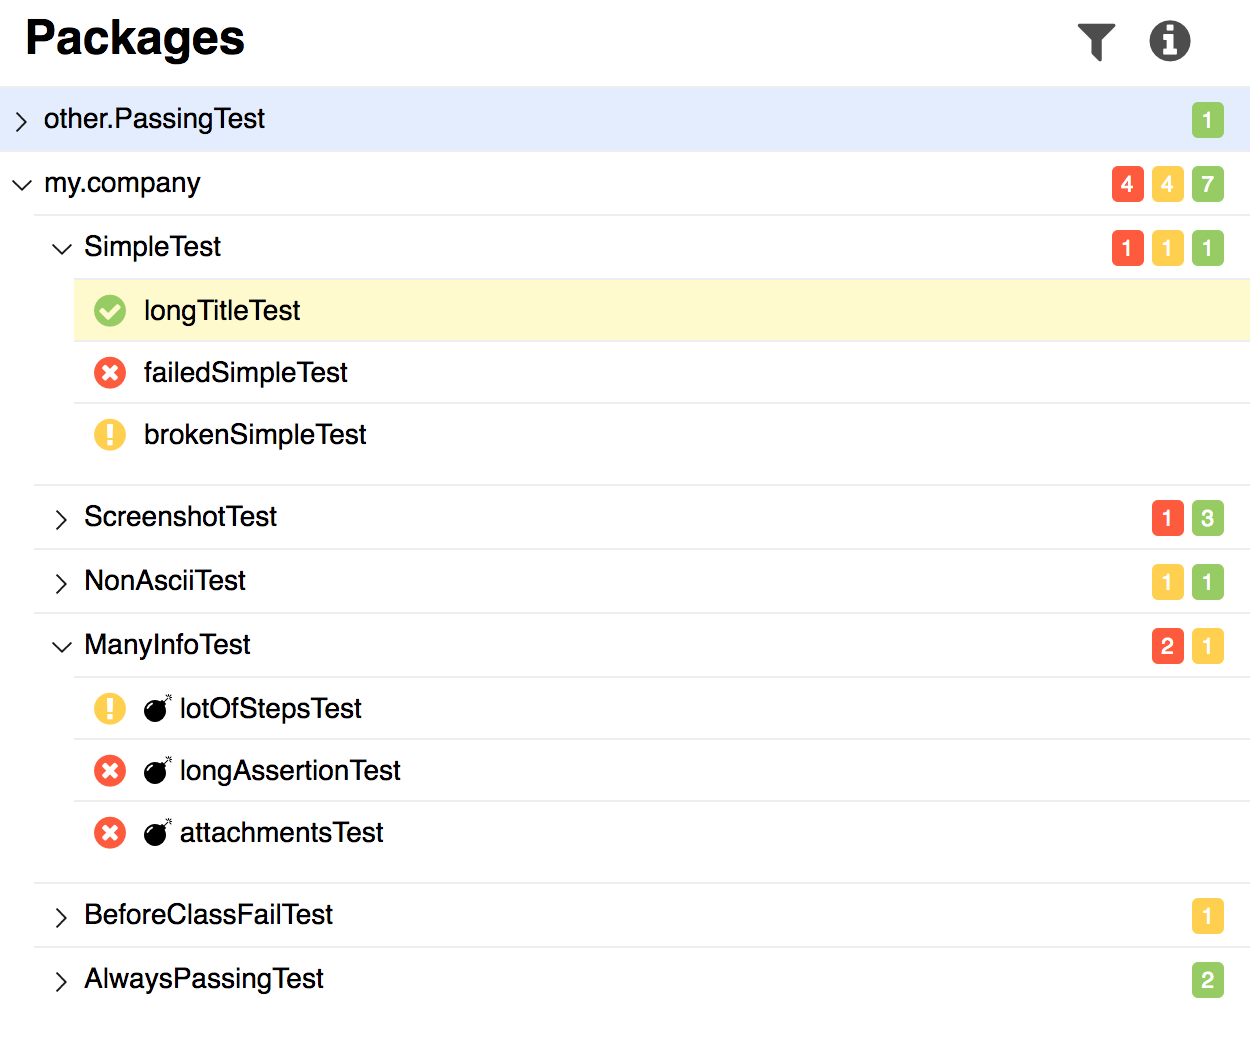 Packages
other.PassingTest 1
my.company 4 4 7
SimpleTest 1 1 1
longTitleTest
failedSimpleTest
brokenSimpleTest
ScreenshotTest 1 3
NonAsciiTest 1 1
ManyInfoTest 2 1
lotOfStepsTest
longAssertionTest
attachmentsTest
BeforeClassFailTest 1
AlwaysPassingTest 2